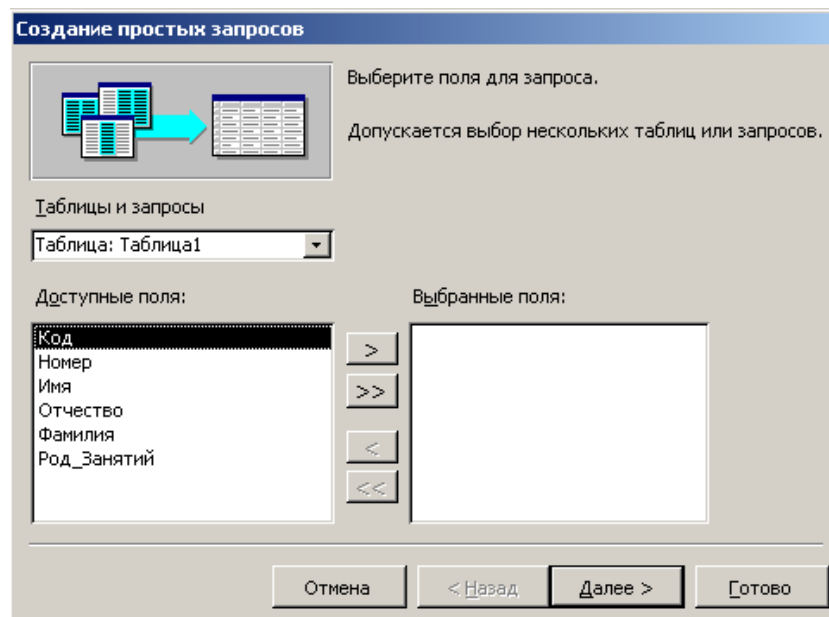 Создание простых запросов
Выберите поля для запроса.
Допускается выбор нескольких таблиц или запросов.
Таблицы и запросы
Таблица: Таблица1
Доступные поля:
Выбранные поля:
Код
Номер
Имя
Отчество
Фамилия
Род_Занятий
>
>>
<
<<
Отмена
< Назад
Далее >
Готово